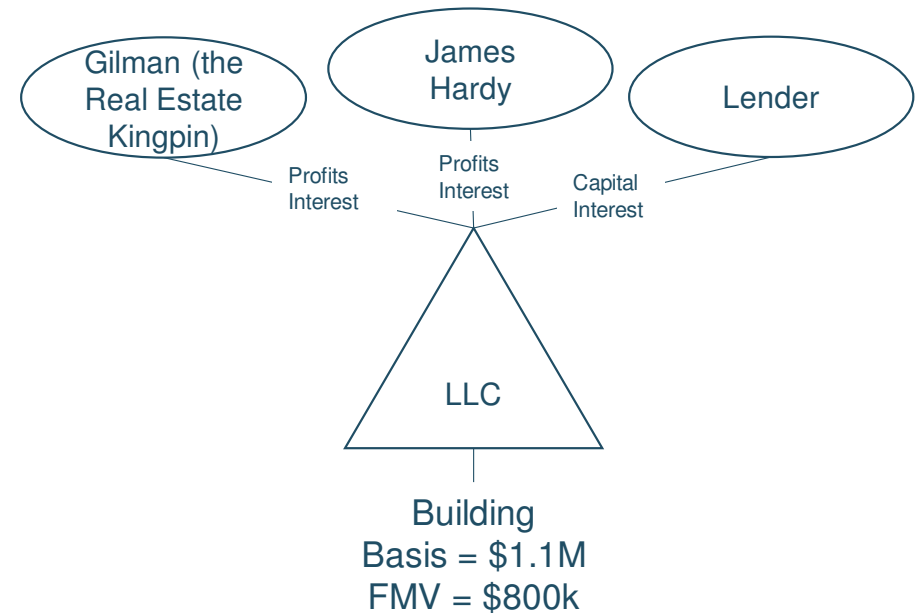 Gilman (the
Real Estate
Kingpin)
James
Hardy
Lender
Profits
Interest
Profits
Interest
Capital
Interest
LLC
Building
Basis = $1.1M
FMV = $800k